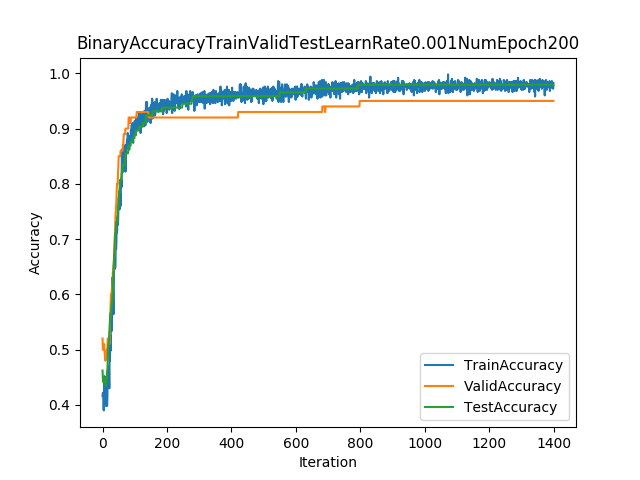 BinaryAccuracyTrainValidTestLearnRate0.001NumEpoch200
1.0
0.9
0.8
0.7
0.6
0.5
0.4
Accuracy
TrainAccuracy
ValidAccuracy
TestAccuracy
0 200 400 600 800 1000 1200 1400
Iteration